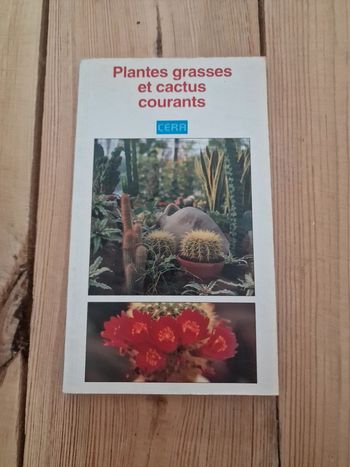 Plantes grasses
et cactus
courants
CERA